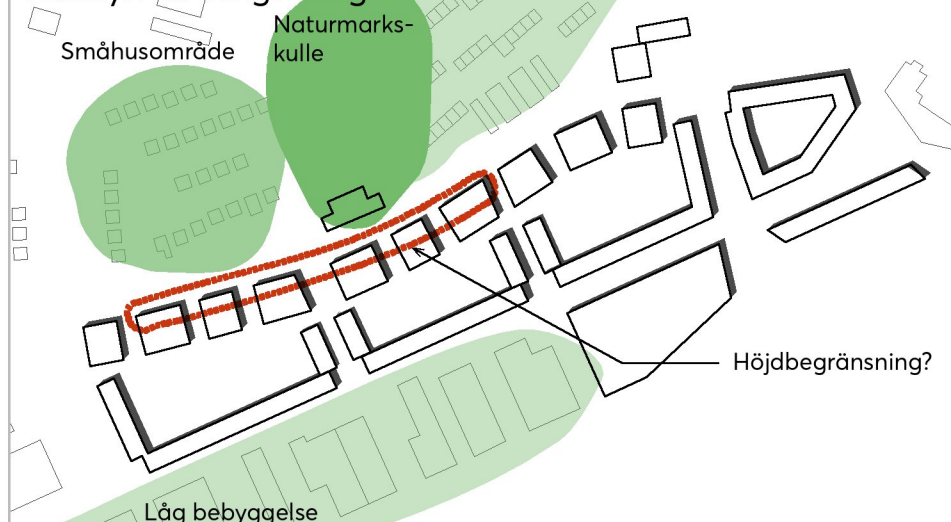 Småhusområde
Naturmarks-
kulle
Höjdbegränsning?
Låg bebyggelse